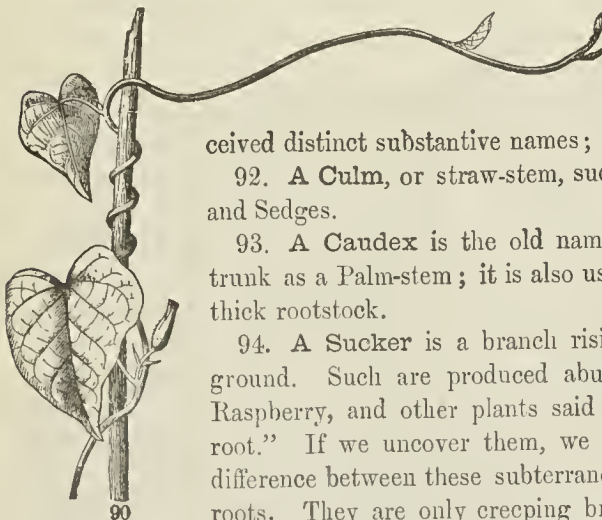 ceived distinct substantive names;
92. A Culm, or straw-stem, suc
and Sedges.
93. A Caudex is the old nam
trunk as a Palm-stem; it is also us
thick rootstock.
94. A Sucker is a branch risi
ground. Such are produced abu
Raspberry, and other plants said
root." If we uncover them, we
difference between these subterran
roots. They are only creeping br
90